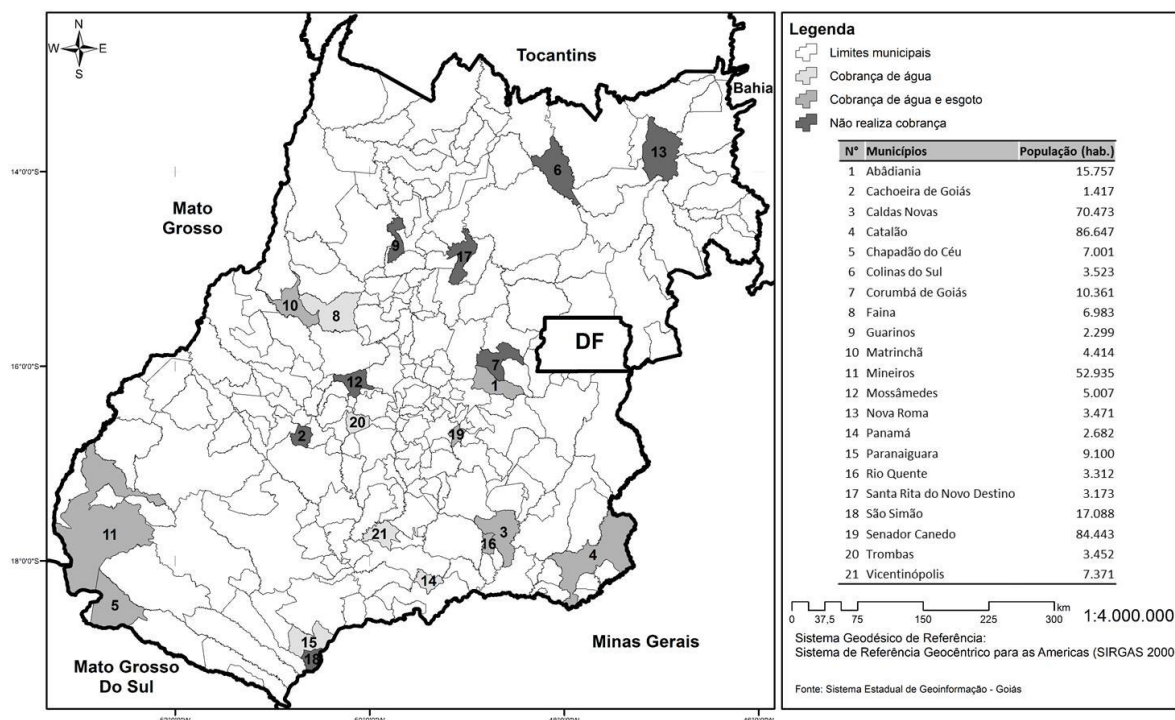 N
W E
S
Tocantins
Bahia
14°0'0"S
Mato
Grosso
13
6
9
17
10
8
DF
16°0'0"S
7
1
12
20
2
19
11
21
3
16
4
18°0'0"S
14
5
15
18
Minas Gerais
Mato Grosso
Do Sul
Legenda
Limites municipais
Cobrança de água
Cobrança de água e esgoto
Não realiza cobrança
N° Municípios População (hab.)
1 Abâdiania 15.757
2 Cachoeira de Goiás 1.417
3 Caldas Novas 70.473
4 Catalão 86.647
5 Chapadão do Céu 7.001
6 Colinas do Sul 3.523
7 Corumbá de Goiás 10.361
8 Faina 6.983
9 Guarinos 2.299
10 Matrinchã 4.414
11 Mineiros 52.935
12 Mossâmedes 5.007
13 Nova Roma 3.471
14 Panamá 2.682
15 Paranaiguara 9.100
16 Rio Quente 3.312
17 Santa Rita do Novo Destino 3.173
18 São Simão 17.088
19 Senador Canedo 84.443
20 Trombas 3.452
21 Vicentinópolis 7.371
km
0 37,5 75 150 225 300
1:4.000.000
Sistema Geodésico de Referência:
Sistema de Referência Geocêntrico para as Americas (SIRGAS 2000
Fonte: Sistema Estadual de Geoinformação - Goiás